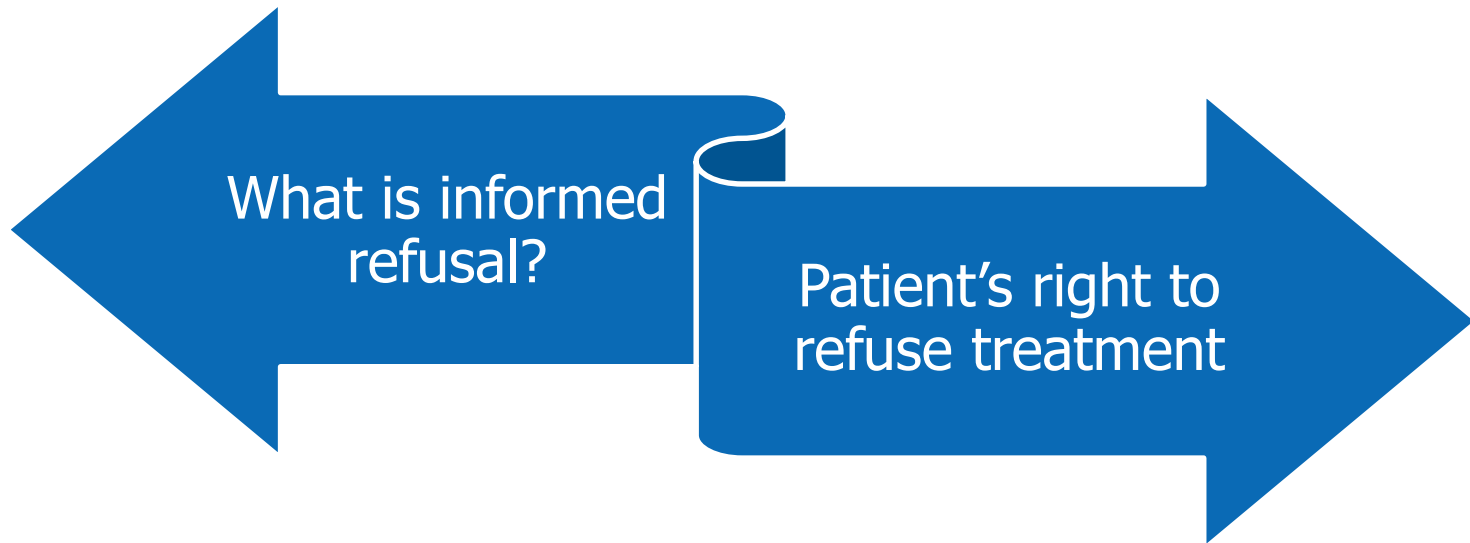 What is informed
refusal?
Patient’s right to
refuse treatment